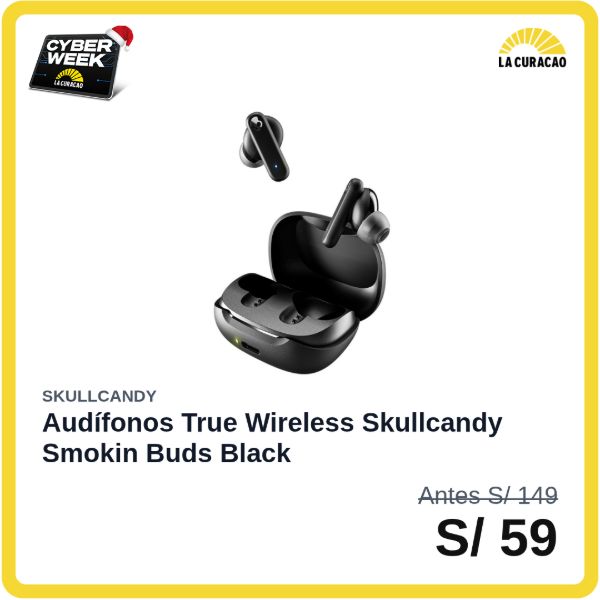 CYBER
WEEK
LA CURACAO
LA CURACAO
SKULLCANDY
Audífonos True Wireless Skullcandy
Smokin Buds Black
Antes S/ 149
S/ 59